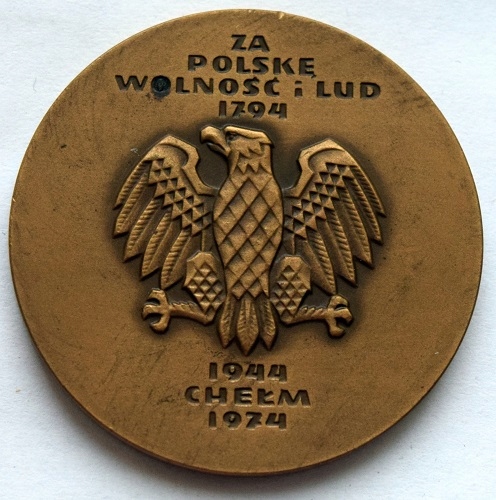 ZA
POLSKĘ
WOLNOŚĆ i LUD
1794
1944
CHEŁM
1974